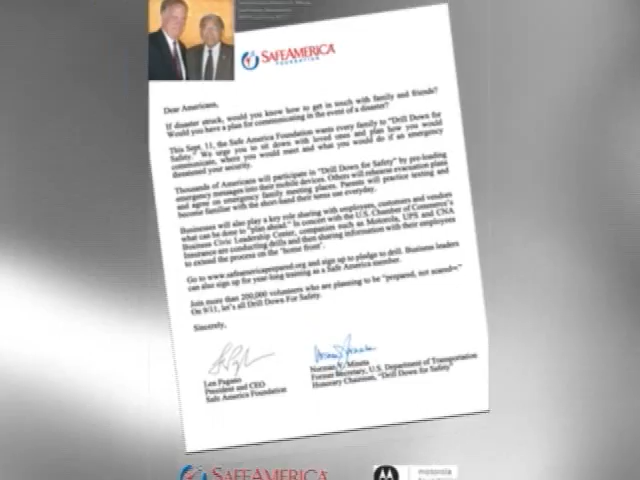 SAFEAMERICA
FOUNDATION
Dear Americans,
If disaster struck, would you know how to get in touch with family and friends?
Would you have a plan for communicating in the event of a disaster?
This Sept. 11, the Safe America Foundation wants every family to "Drill Down for
Safety." We urge you to sit down with loved ones and plan how you would
communicate, where you would meet and what you would do if an emergency
threatened your security.
Thousands of Americans will participate in "Drill Down for Safety" by pre-loading
emergency messages into their mobile devices. Others will rehearse evacuation plans
and agree on emergency family meeting places. Parents will practice texting and
become familiar with the short-hand their teens use everyday.
Businesses will also play a key role sharing with employees, customers and vendors
what can be done to "plan ahead." In concert with the U.S. Chamber of Commerce's
Business Civic Leadership Center, companies such as Motorola, UPS and CNA
Insurance are conducting drills and then sharing information with their employees
to extend the process on the "home front".
Go to www.safeamericaprepared.org and sign up to pledge to drill. Business leaders
can also sign up for year-long training as a Safe America member.
Join more than 200,000 volunteers who are planning to be "prepared, not scared."
On 9/11, let's all Drill Down For Safety.
Sincerely,
Len Pagano
President and CEO
Safe America Foundation
Norman Y. Mineta
Former Secretary, U.S. Department of Transportation
Honorary Chairman, "Drill Down for Safety"
SAFEAMERICA
motorola